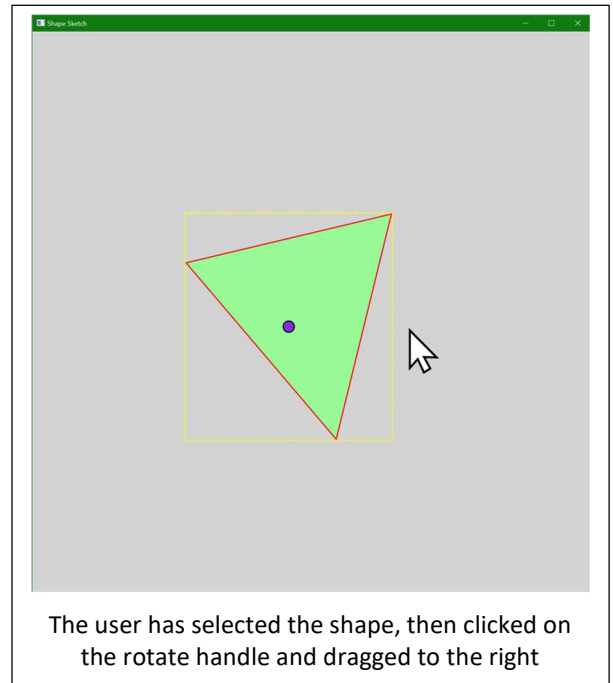 Shape Sketch
The user has selected the shape, then clicked on
the rotate handle and dragged to the right